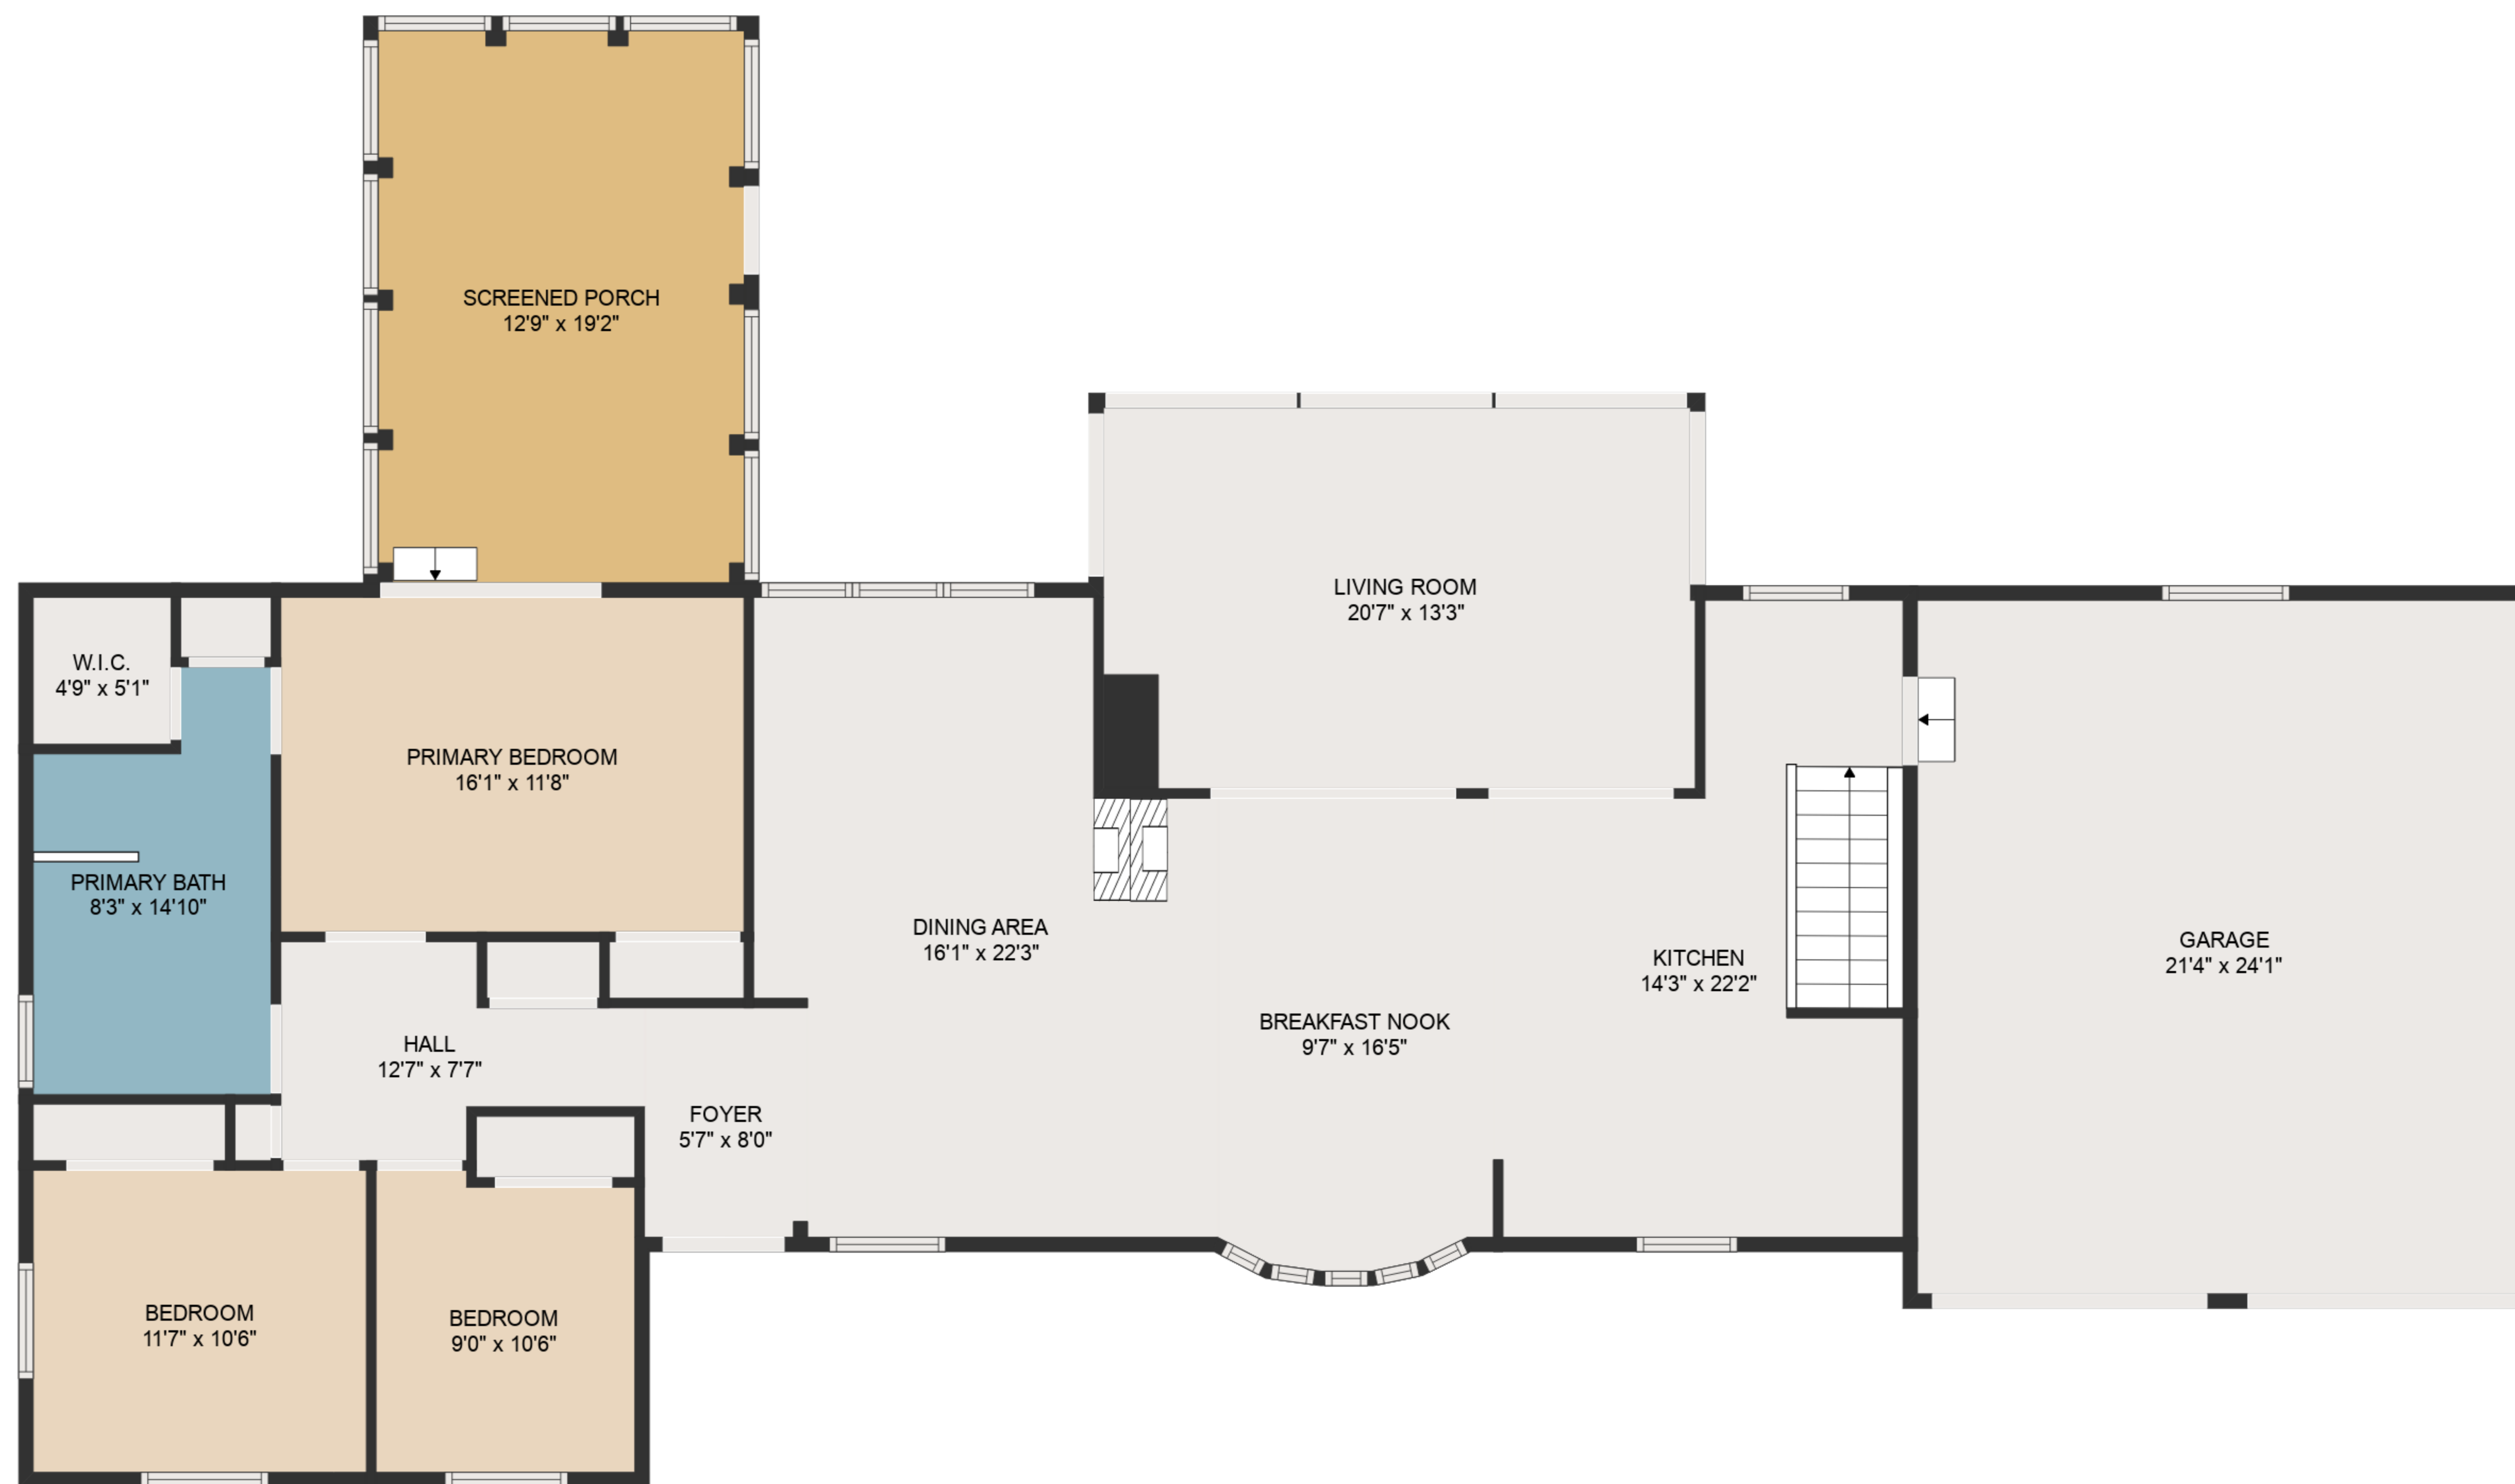 SCREENED PORCH
12'9" x 19'2"
LIVING ROOM
20'7" x 13'3"
W.I.C.
4'9" x 5'1"
PRIMARY BEDROOM
16'1" x 11'8"
PRIMARY BATH
8'3" x 14'10"
DINING AREA
16'1" x 22'3"
KITCHEN
14'3" x 22'2"
GARAGE
21'4" x 24'1"
BREAKFAST NOOK
9'7" x 16'5"
HALL
12'7" x 7'7"
FOYER
5'7" x 8'0"
BEDROOM
11'7" x 10'6"
BEDROOM
9'0" x 10'6"